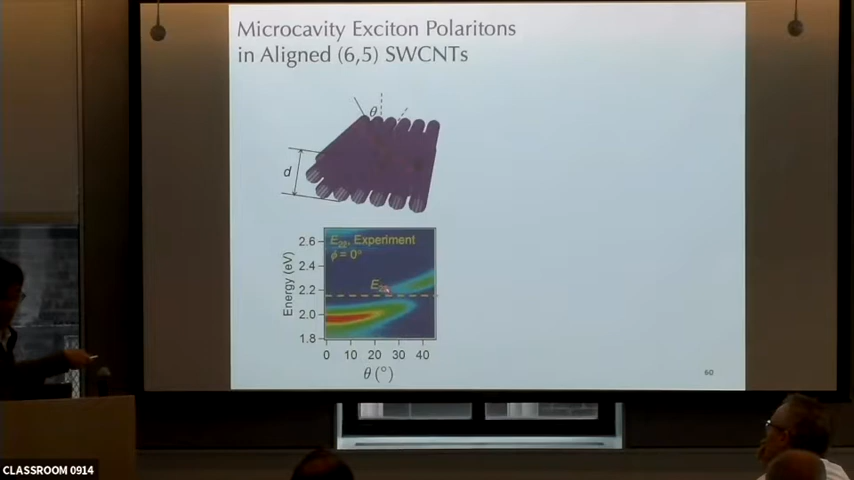 Microcavity Exciton Polaritons
in Aligned (6,5) SWCNTs
θ
d
E22, Experiment
ϕ = 0°
E22
Energy (eV)
2.6
2.4
2.2
2.0
1.8
0 10 20 30 40
θ (°)
60
CLASSROOM 0914